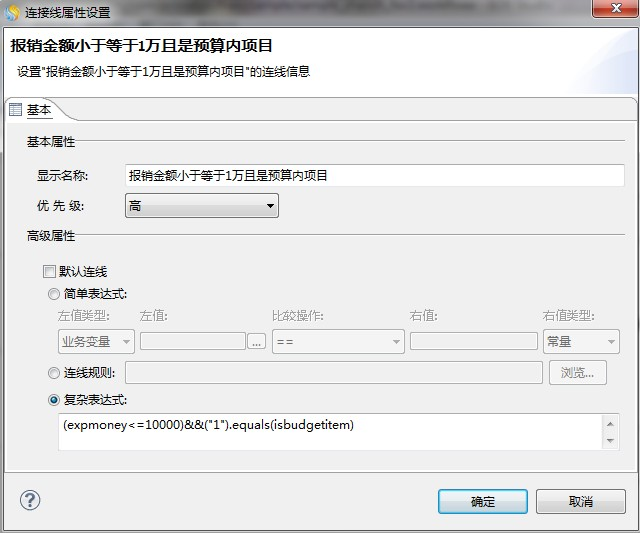 连接线属性设置
报销金额小于等于1万且是预算内项目
设置"报销金额小于等于1万且是预算内项目"的连线信息
基本
基本属性
显示名称: 报销金额小于等于1万且是预算内项目
优 先 级: 高
高级属性
默认连线
简单表达式:
左值类型: 左值: 比较操作: 右值: 右值类型:
业务变量 ... == 常量
连线规则: 浏览...
复杂表达式:
(expmoney<=10000)&&("1").equals(isbudgetitem)
? 确定 取消